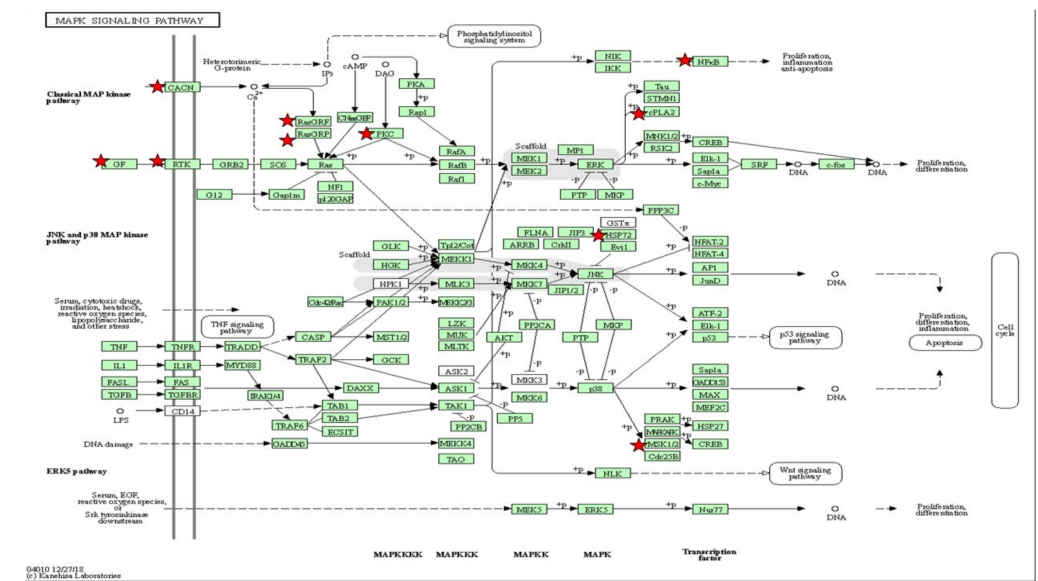 MAPK SIGNALING PATHWAY
Phosphatidylinositol
signaling system
Heterotorimeric
G-protein
IP3
cAMP
DAG
Ca2+
CACN
Classical MAP kinase
pathway
NIK
IKK
NFκB
Proliferation,
inflammation
anti-apoptosis
PKA
+p
Rap1
RasGRF
RasGRP
CNasGEF
PKC
Tau
STMN1
cPLA2
GF
RTK
GRB2
SOS
Ras
RafA
RafB
Raf1
Scaffold
MEK1
MEK2
MP1
ERK
MNK1/2
RSK2
CREB
Elk-1
Sap1a
c-Myc
SRF
DNA
c-fos
DNA
Proliferation,
differentiation
G12
Gap1m
NF1
p120GAP
PTP
MKP
PPP3C
JNK and p38 MAP kinase
pathway
GLK
HGK
HPK1
Scaffold
Tpl2/Cot
MEKK1
MLK3
MEKK2/3
FLNA
ARRB
JIP3
CrkII
GSTπ
HSP72
Evi1
NFAT-2
NFAT-4
MKK4
MKK7
JNK
JIP1/2
AP1
JunD
DNA
Serum, cytotoxic drugs,
irradiation, heatshock,
reactive oxygen species,
lipopolysaccharide,
and other stress
Cdc42/Rac
PAK1/2
TNF signaling
pathway
CASP
MST1/2
LZK
MUK
MLTK
AKT
PP2CA
PTP
MKP
ATF-2
Elk-1
p53
p53 signaling
pathway
Proliferation,
differentiation,
inflammation
Apoptosis
Cell
cycle
TNF
TNFR
TRADD
TRAF2
GCK
IL1
IL1R
MYD88
ASK2
ASK1
MKK3
MKK6
p38
FASL
FAS
DAXX
TGFB
TGFBR
IRAK1/4
LPS
CD14
TAB1
TAB2
ECSIT
TRAF6
TAK1
PP2CB
PP5
Sap1a
GADD153
MAX
MEF2C
DNA
PRAK
MAPKAPK
MSK1/2
Cdc25B
HSP27
CREB
DNA damage
GADD45
MEKK4
TAO
ERK5 pathway
NLK
Wnt signaling
pathway
Serum, EGF,
reactive oxygen species,
or
Srk tyrosinkinase
downstream
MEK5
ERK5
Nur77
DNA
Proliferation,
differentiation
MAPKKKK
MAPKKK
MAPKK
MAPK
Transcription
factor
04010 12/27/18
(c) Kanehisa Laboratories